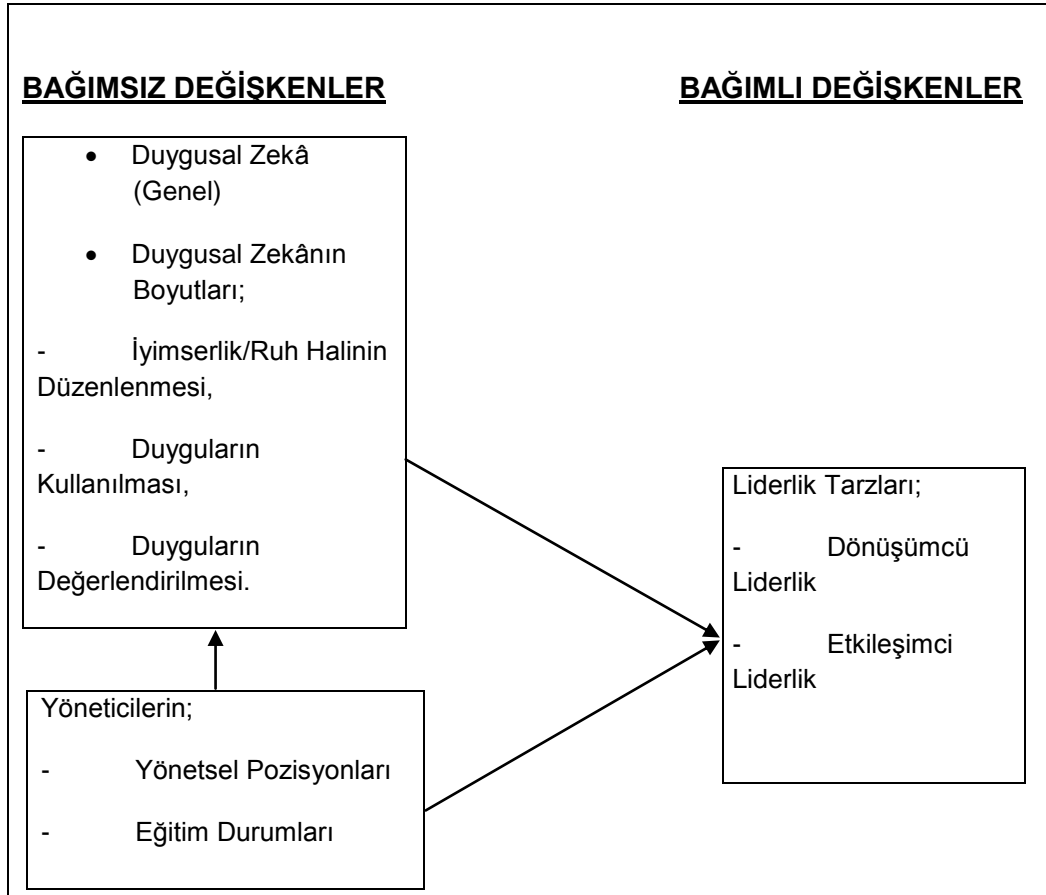 BAĞIMSIZ DEĞİŞKENLER
• Duygusal Zekâ
(Genel)
• Duygusal Zekânın
Boyutları;
- İyimserlik/Ruh Halinin
Düzenlenmesi,
- Duyguların
Kullanılması,
- Duyguların
Değerlendirilmesi.
Yöneticilerin;
- Yönetsel Pozisyonları
- Eğitim Durumları
BAĞIMLI DEĞİŞKENLER
Liderlik Tarzları;
- Dönüşümcü
Liderlik
- Etkileşimci
Liderlik